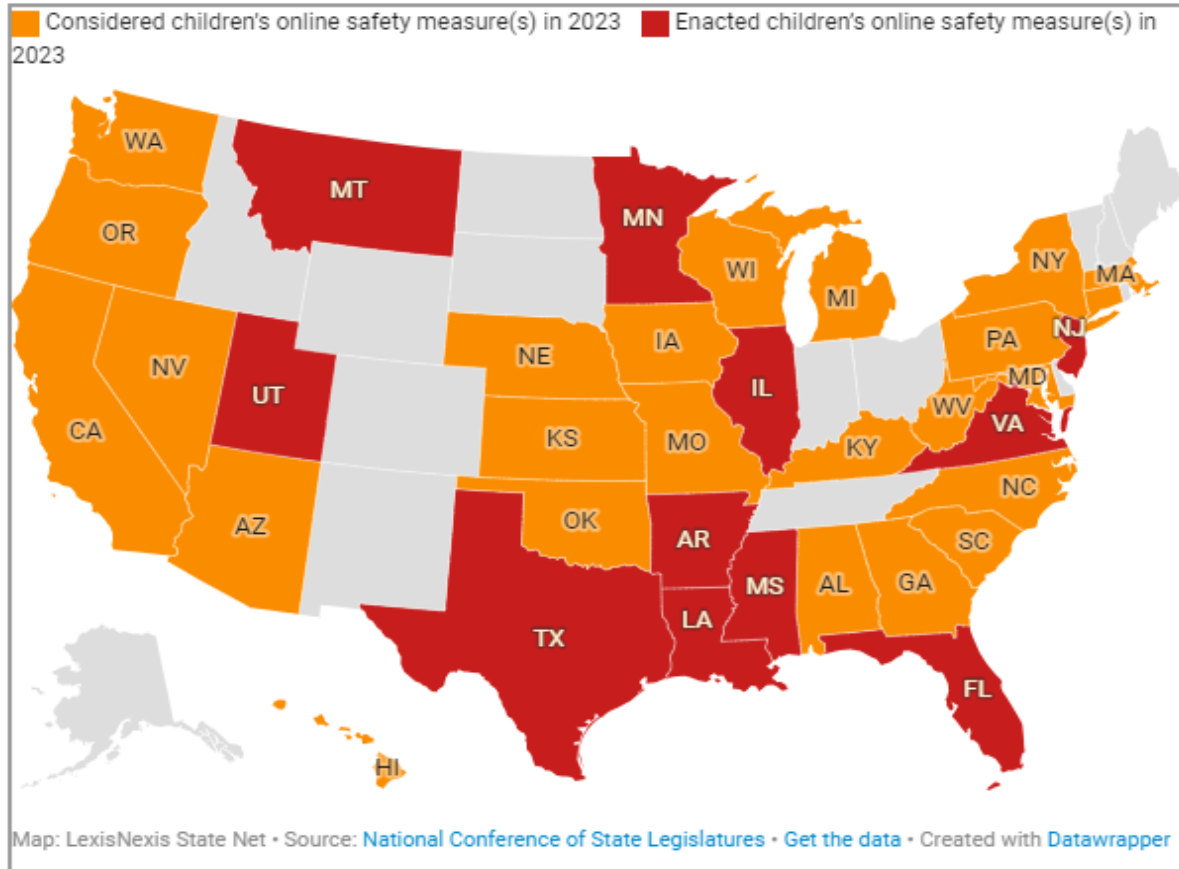 Considered children's online safety measure(s) in 2023 Enacted children's online safety measure(s) in
2023
WA
MT
MN
OR
WI
NY
MA
MI
NJ
IA
PA
NE
NV
MD
UT
IL
WV
VA
CA
KS
MO
KY
NC
AZ
OK
AR
SC
MS
AL
GA
LA
TX
FL
HI
Map: LexisNexis State Net • Source: National Conference of State Legislatures • Get the data • Created with Datawrapper